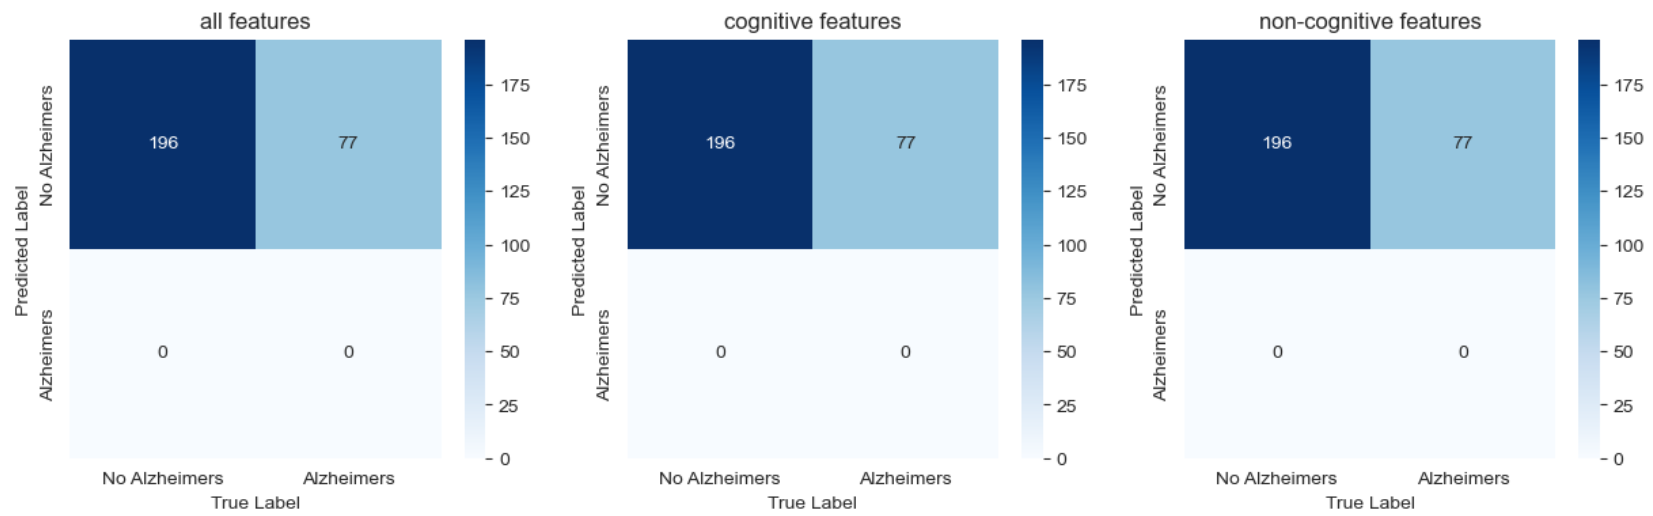 all features
Predicted Label
No Alzheimers
Alzheimers
196
77
0
0
No Alzheimers
Alzheimers
True Label
175
150
125
100
75
50
25
0
cognitive features
Predicted Label
No Alzheimers
Alzheimers
196
77
0
0
No Alzheimers
Alzheimers
True Label
175
150
125
100
75
50
25
0
non-cognitive features
Predicted Label
No Alzheimers
Alzheimers
196
77
0
0
No Alzheimers
Alzheimers
True Label
175
150
125
100
75
50
25
0